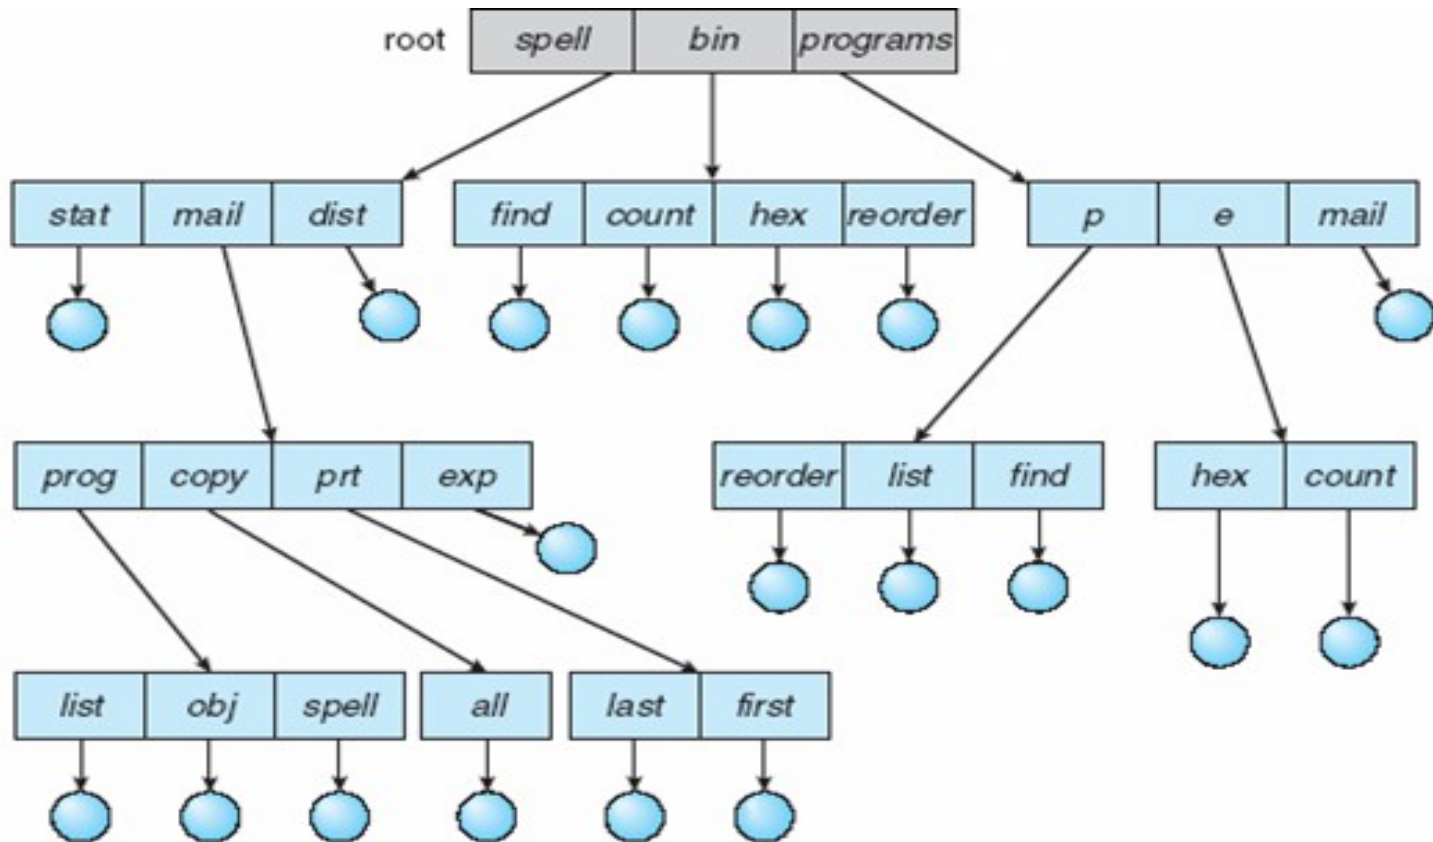 root spell bin programs
stat mail dist find count hex reorder p e mail
prog copy prt exp reorder list find hex count
list obj spell all last first